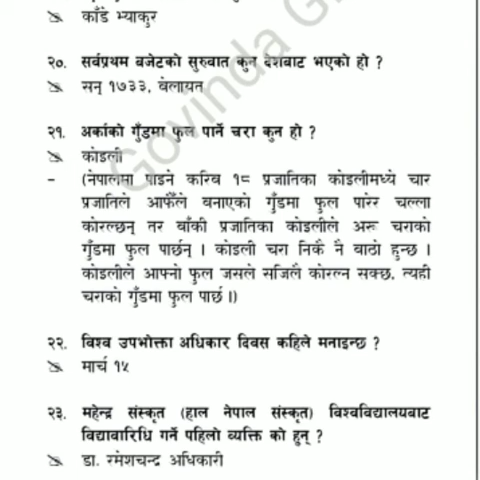 काँडे भ्याकुर
२०. सर्वप्रथम बजेटको सुरुवात कुन देशबाट भएको हो ?
सन् १७३३, बेलायत
२१. अर्काको गुँडमा फुल पार्ने चरा कुन हो ?
कोइली
- (नेपालमा पाइने करिब १८ प्रजातिका कोइलीमध्ये चार
प्रजातिले आफैँले बनाएको गुँडमा फुल पारेर चल्ला
कोरल्छन् तर बाँकी प्रजातिका कोइलीले अरू चराको
गुँडमा फुल पार्छन् । कोइली चरा निकै नै बाठो हुन्छ ।
कोइलीले आफ्नो फुल जसले सजिलै कोरल्न सक्छ, त्यही
चराको गुँडमा फुल पार्छ ।)
२२. विश्व उपभोक्ता अधिकार दिवस कहिले मनाइन्छ ?
मार्च १५
२३. महेन्द्र संस्कृत (हाल नेपाल संस्कृत) विश्वविद्यालयबाट
विद्यावारिधि गर्ने पहिलो व्यक्ति को हुन् ?
डा. रमेशचन्द्र अधिकारी
Govinda